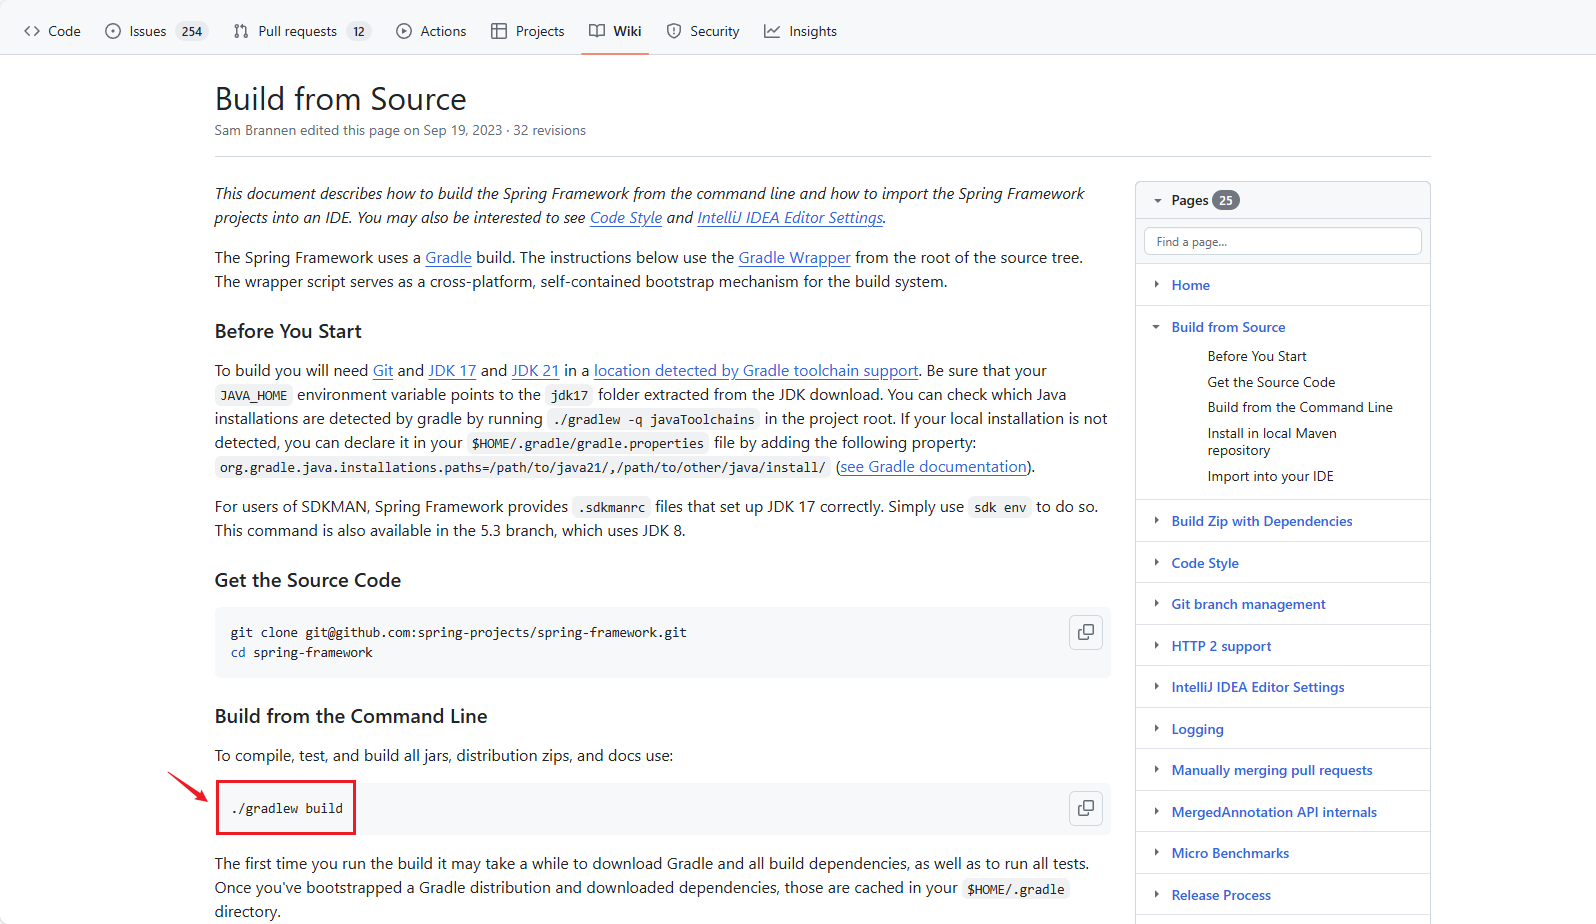 Code Issues 254 Pull requests 12 Actions Projects Wiki Security Insights
Build from Source
Sam Brannen edited this page on Sep 19, 2023 · 32 revisions
This document describes how to build the Spring Framework from the command line and how to import the Spring Framework
projects into an IDE. You may also be interested to see Code Style and IntelliJ IDEA Editor Settings.
The Spring Framework uses a Gradle build. The instructions below use the Gradle Wrapper from the root of the source tree.
The wrapper script serves as a cross-platform, self-contained bootstrap mechanism for the build system.
Before You Start
To build you will need Git and JDK 17 and JDK 21 in a location detected by Gradle toolchain support. Be sure that your
JAVA_HOME environment variable points to the jdk17 folder extracted from the JDK download. You can check which Java
installations are detected by gradle by running ./gradlew -q javaToolchains in the project root. If your local installation is not
detected, you can declare it in your $HOME/.gradle/gradle.properties file by adding the following property:
org.gradle.java.installations.paths=/path/to/java21/,/path/to/other/java/install/ (see Gradle documentation).
For users of SDKMAN, Spring Framework provides .sdkmanrc files that set up JDK 17 correctly. Simply use sdk env to do so.
This command is also available in the 5.3 branch, which uses JDK 8.
Get the Source Code
git clone git@github.com:spring-projects/spring-framework.git
cd spring-framework
Build from the Command Line
To compile, test, and build all jars, distribution zips, and docs use:
./gradlew build
The first time you run the build it may take a while to download Gradle and all build dependencies, as well as to run all tests.
Once you've bootstrapped a Gradle distribution and downloaded dependencies, those are cached in your $HOME/.gradle
directory.
Pages 25
Find a page...
Home
Build from Source
Before You Start
Get the Source Code
Build from the Command Line
Install in local Maven
repository
Import into your IDE
Build Zip with Dependencies
Code Style
Git branch management
HTTP 2 support
IntelliJ IDEA Editor Settings
Logging
Manually merging pull requests
MergedAnnotation API internals
Micro Benchmarks
Release Process